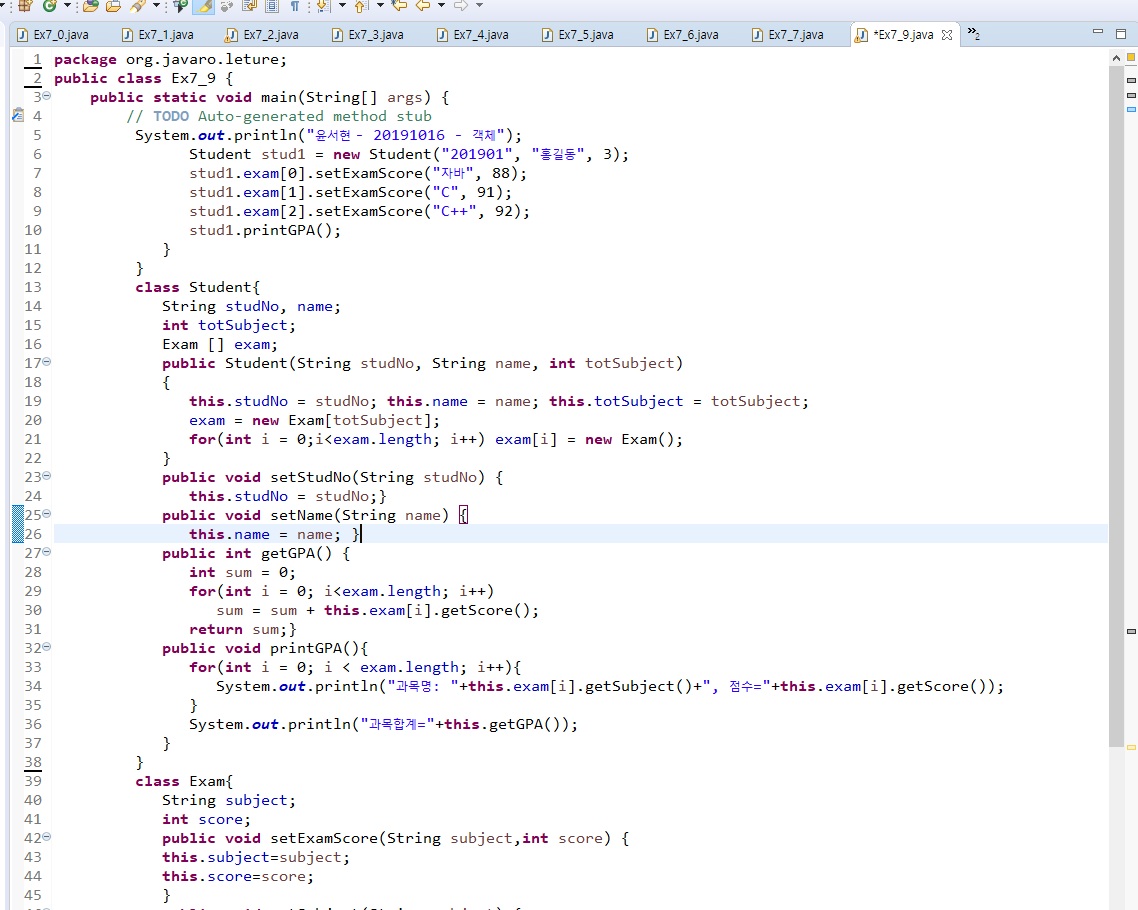 Ex7_0.java Ex7_1.java Ex7_2.java Ex7_3.java Ex7_4.java Ex7_5.java Ex7_6.java Ex7_7.java *Ex7_9.java »2
1 package org.javaro.leture;
2 public class Ex7_9 {
3 public static void main(String[] args) {
4 // TODO Auto-generated method stub
5 System.out.println("윤서현 - 20191016 - 객체");
6 Student stud1 = new Student("201901", "홍길동", 3);
7 stud1.exam[0].setExamScore("자바", 88);
8 stud1.exam[1].setExamScore("C", 91);
9 stud1.exam[2].setExamScore("C++", 92);
10 stud1.printGPA();
11 }
12 }
13 class Student{
14 String studNo, name;
15 int totSubject;
16 Exam [] exam;
17 public Student(String studNo, String name, int totSubject)
18 {
19 this.studNo = studNo; this.name = name; this.totSubject = totSubject;
20 exam = new Exam[totSubject];
21 for(int i = 0;i<exam.length; i++) exam[i] = new Exam();
22 }
23 public void setStudNo(String studNo) {
24 this.studNo = studNo;}
25 public void setName(String name) {
26 this.name = name; }
27 public int getGPA() {
28 int sum = 0;
29 for(int i = 0; i<exam.length; i++)
30 sum = sum + this.exam[i].getScore();
31 return sum;}
32 public void printGPA(){
33 for(int i = 0; i < exam.length; i++){
34 System.out.println("과목명: "+this.exam[i].getSubject()+", 점수="+this.exam[i].getScore());
35 }
36 System.out.println("과목합계="+this.getGPA());
37 }
38 }
39 class Exam{
40 String subject;
41 int score;
42 public void setExamScore(String subject,int score) {
43 this.subject=subject;
44 this.score=score;
45 }